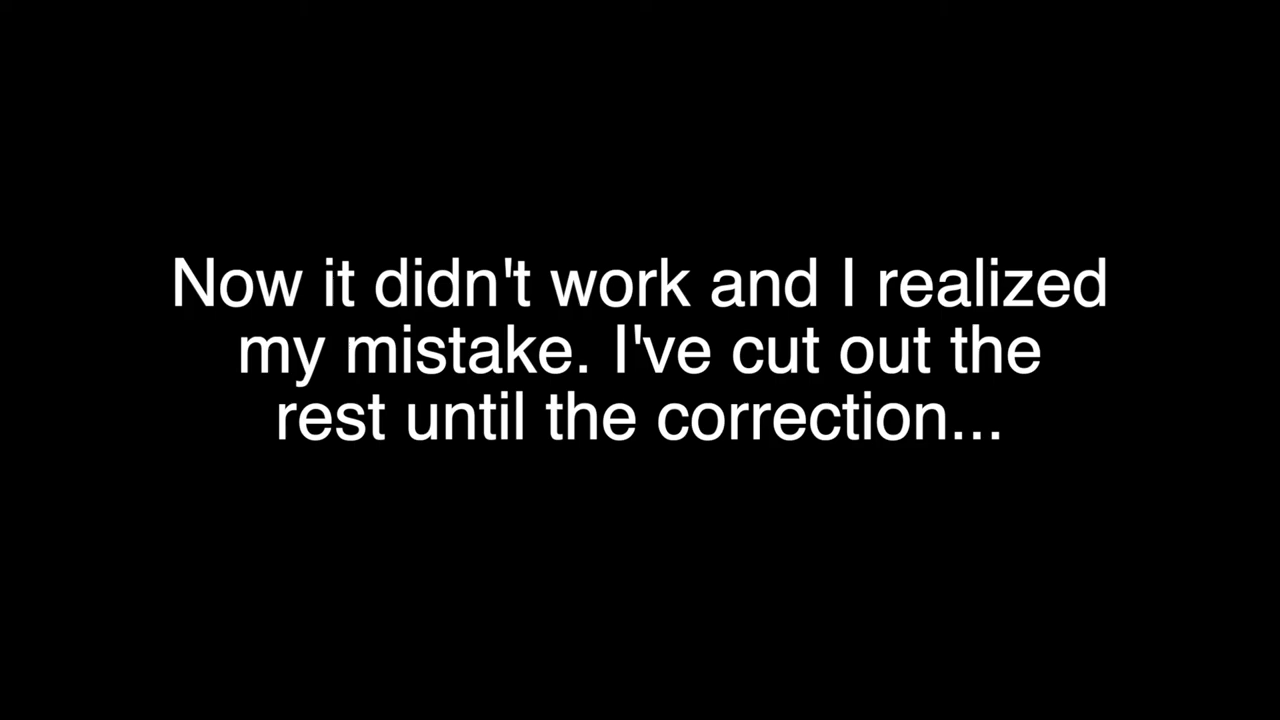 Now it didn't work and I realized
my mistake. I've cut out the
rest until the correction...